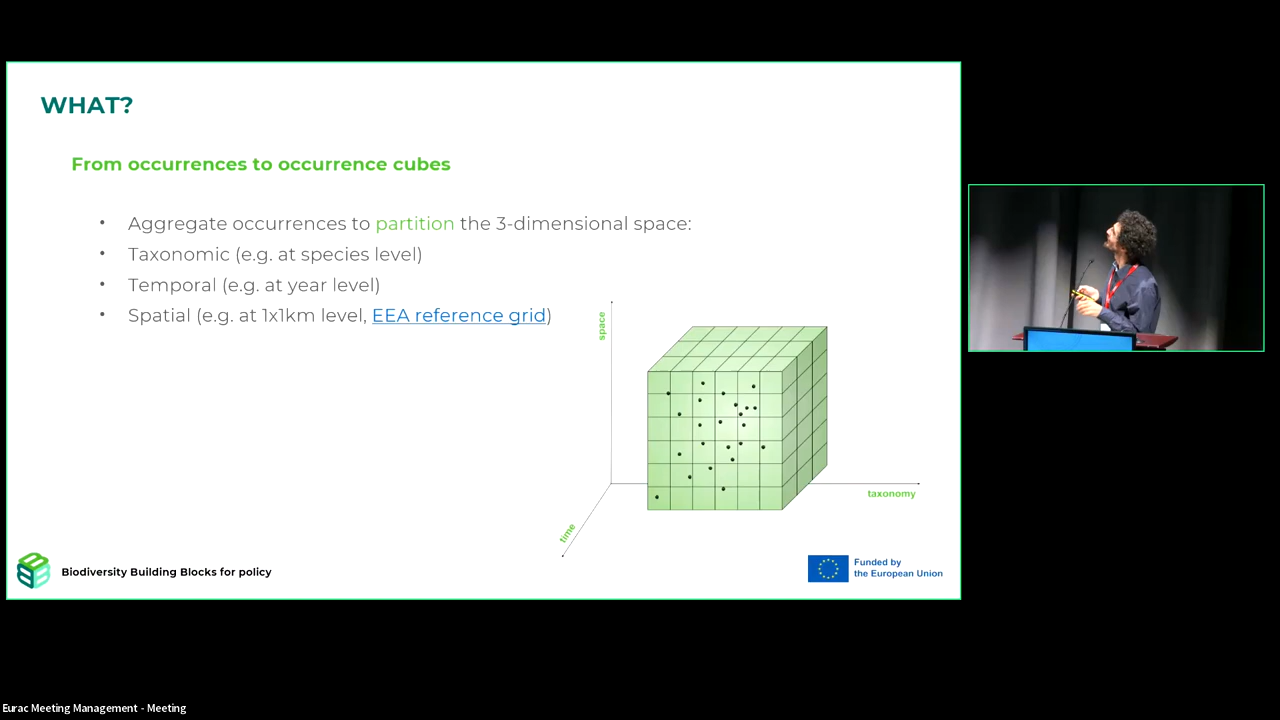 WHAT?
From occurrences to occurrence cubes
• Aggregate occurrences to partition the 3-dimensional space:
• Taxonomic (e.g. at species level)
• Temporal (e.g. at year level)
• Spatial (e.g. at 1x1km level, EEA reference grid)
space
taxonomy
time
Biodiversity Building Blocks for policy
Funded by
the European Union
Eurac Meeting Management - Meeting